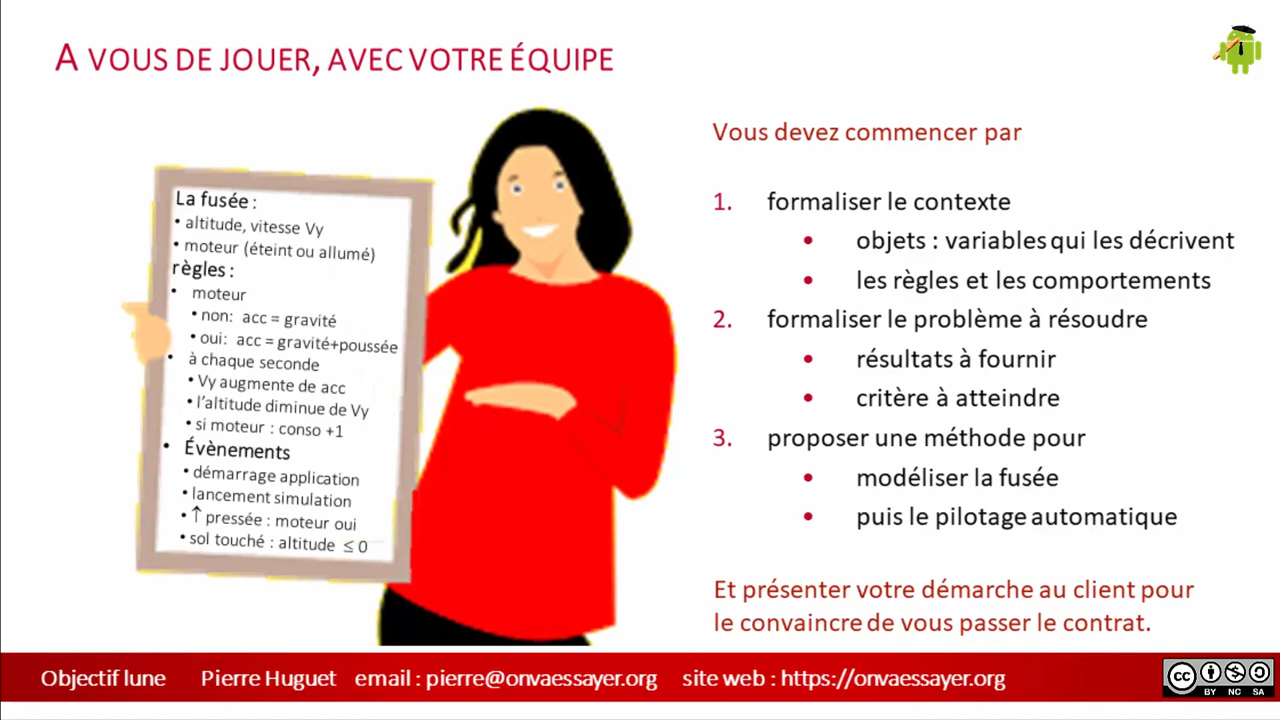 A VOUS DE JOUER, AVEC VOTRE ÉQUIPE
La fusée :
• altitude, vitesse Vy
• moteur (éteint ou allumé)
règles :
• moteur
• non: acc = gravité
• oui: acc = gravité+poussée
• à chaque seconde
• Vy augmente de acc
• l'altitude diminue de Vy
• si moteur : conso +1
• Évènements
• démarrage application
• lancement simulation
• ↑ pressée : moteur oui
• sol touché : altitude ≤ 0
Vous devez commencer par
1. formaliser le contexte
• objets : variables qui les décrivent
• les règles et les comportements
2. formaliser le problème à résoudre
• résultats à fournir
• critère à atteindre
3. proposer une méthode pour
• modéliser la fusée
• puis le pilotage automatique
Et présenter votre démarche au client pour
le convaincre de vous passer le contrat.
Objectif lune Pierre Huguet email : pierre@onvaessayer.org site web : https://onvaessayer.org
CC BY NC SA